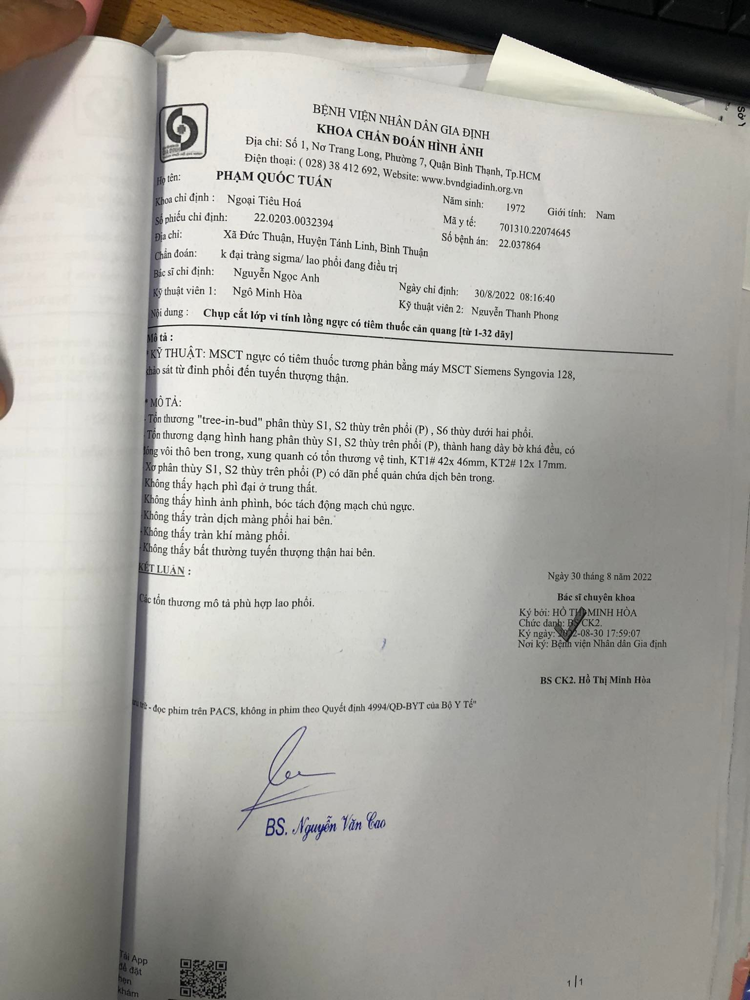 BỆNH VIỆN NHÂN DÂN GIA ĐỊNH
KHOA CHẨN ĐOÁN HÌNH ẢNH
Địa chỉ: Số 1, Nơ Trang Long, Phường 7, Quận Bình Thạnh, Tp.HCM
Điện thoại: ( 028) 38 412 692, Website: www.bvndgiadinh.org.vn
GIA ĐỊNH
Họ tên: PHẠM QUỐC TUẤN
Năm sinh: 1972 Giới tính: Nam
Khoa chỉ định : Ngoại Tiêu Hoá
Mã y tế: 701310.22074645
Số phiếu chỉ định: 22.0203.0032394
Số bệnh án: 22.037864
Địa chỉ: Xã Đức Thuận, Huyện Tánh Linh, Bình Thuận
Chẩn đoán: k đại tràng sigma/ lao phổi đang điều trị
Bác sĩ chỉ định: Nguyễn Ngọc Anh
Ngày chỉ định: 30/8/2022 08:16:40
Kỹ thuật viên 1: Ngô Minh Hòa
Kỹ thuật viên 2: Nguyễn Thanh Phong
Nội dung : Chụp cắt lớp vi tính lồng ngực có tiêm thuốc cản quang [từ 1-32 dãy]
Mô tả :
* KỸ THUẬT: MSCT ngực có tiêm thuốc tương phản bằng máy MSCT Siemens Syngovia 128,
khảo sát từ đỉnh phổi đến tuyến thượng thận.
* MÔ TẢ:
- Tổn thương "tree-in-bud" phân thùy S1, S2 thùy trên phổi (P) , S6 thùy dưới hai phổi.
- Tổn thương dạng hình hang phân thùy S1, S2 thùy trên phổi (P), thành hang dày bờ khá đều, có
đóng vôi thô ben trong, xung quanh có tổn thương vệ tinh, KT1# 42x 46mm, KT2# 12x 17mm.
- Xơ phân thùy S1, S2 thùy trên phổi (P) có dãn phế quản chứa dịch bên trong.
Không thấy hạch phì đại ở trung thất.
Không thấy hình ảnh phình, bóc tách động mạch chủ ngực.
- Không thấy tràn dịch màng phổi hai bên.
- Không thấy tràn khí màng phổi.
- Không thấy bất thường tuyến thượng thận hai bên.
KẾT LUẬN :
Ngày 30 tháng 8 năm 2022
Các tổn thương mô tả phù hợp lao phổi.
Bác sĩ chuyên khoa
Ký bởi: HỒ THỊ MINH HÒA
Chức danh: BS CK2.
Ký ngày: 2022-08-30 17:59:07
Nơi ký: Bệnh viện Nhân dân Gia định
BS CK2. Hồ Thị Minh Hòa
ưu trữ - đọc phim trên PACS, không in phim theo Quyết định 4994/QĐ-BYT của Bộ Y Tế"
BS. Nguyễn Văn Cao
Tải App
để đặt
hẹn
khám
1/1
Sở Y